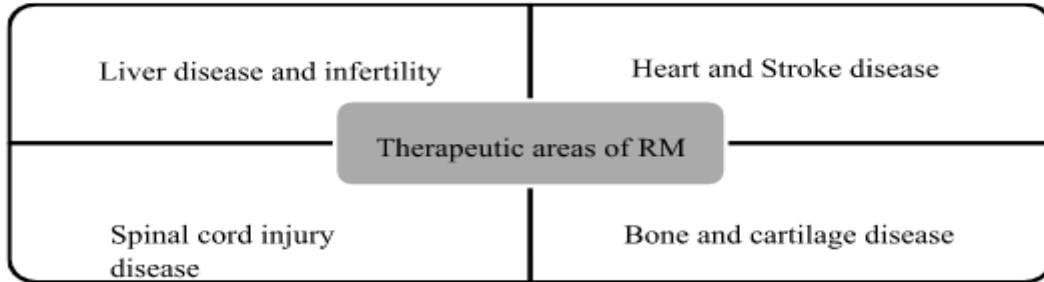 Liver disease and infertility
Heart and Stroke disease
Therapeutic areas of RM
Spinal cord injury
disease
Bone and cartilage disease